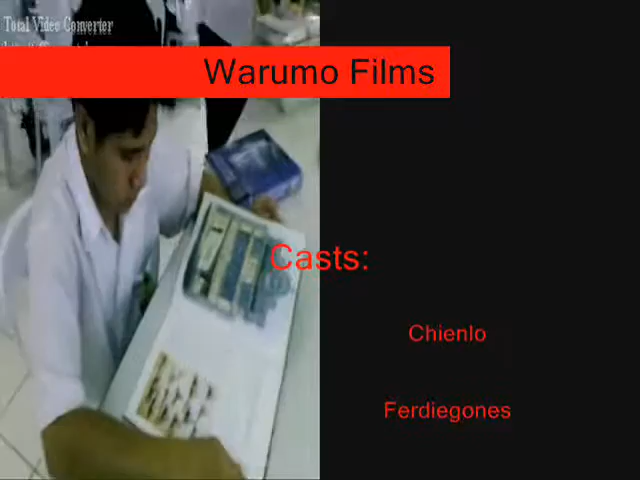 Total Video Converter
Warumo Films
Casts:
Chienlo
Ferdiegones